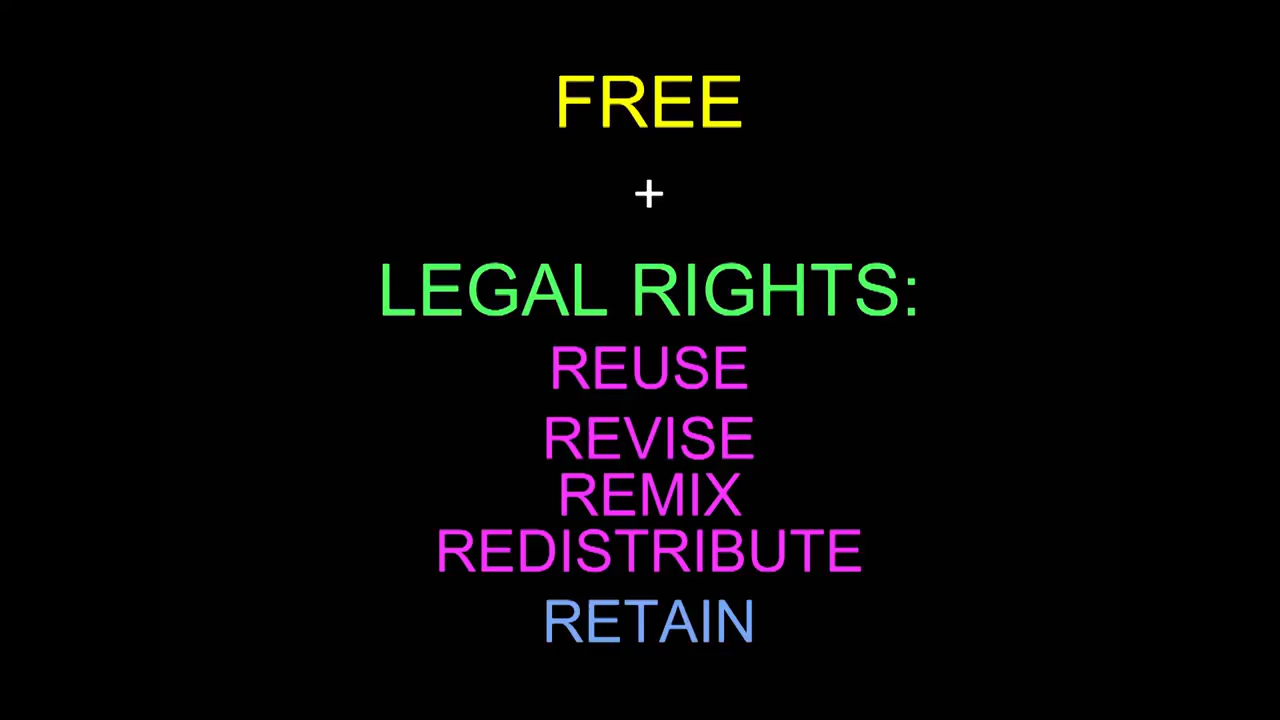 FREE
+
LEGAL RIGHTS:
REUSE
REVISE
REMIX
REDISTRIBUTE
RETAIN